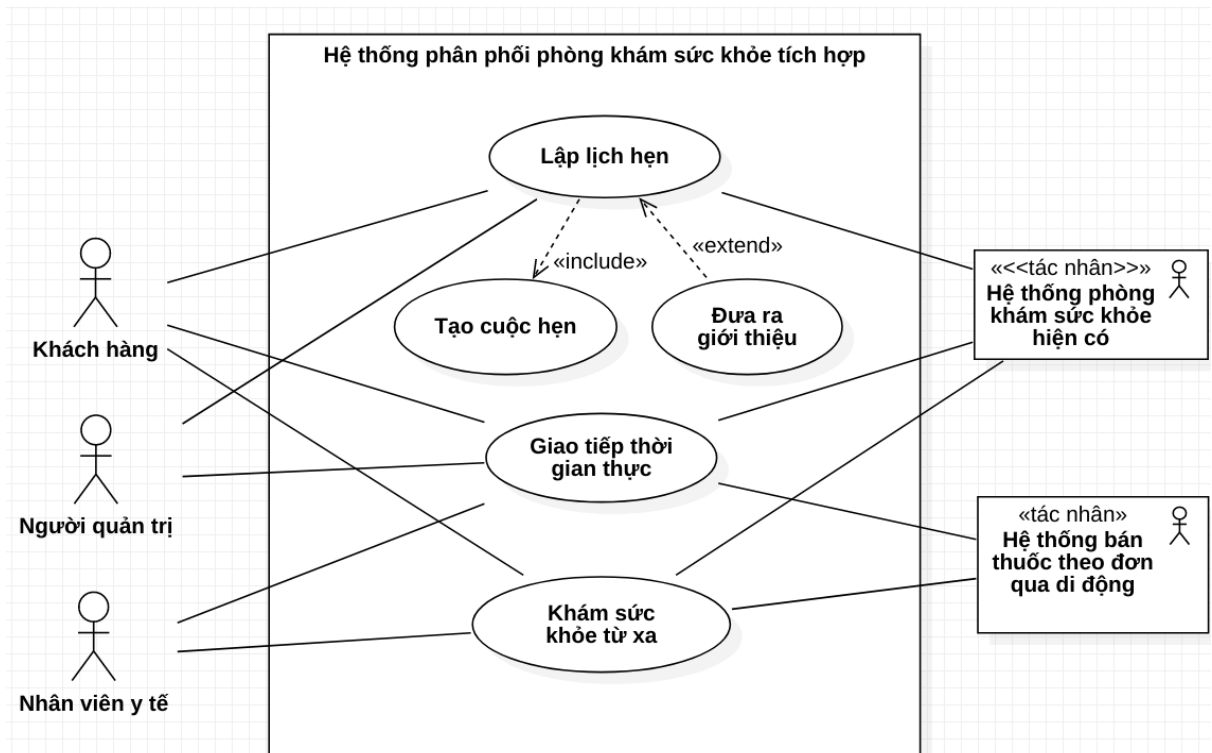 Hệ thống phân phối phòng khám sức khỏe tích hợp
Lập lịch hẹn
«include»
«extend»
Tạo cuộc hẹn
Đưa ra
giới thiệu
Giao tiếp thời
gian thực
Khám sức
khỏe từ xa
Khách hàng
Người quản trị
Nhân viên y tế
«<<tác nhân>>»
Hệ thống phòng
khám sức khỏe
hiện có
«tác nhân»
Hệ thống bán
thuốc theo đơn
qua di động